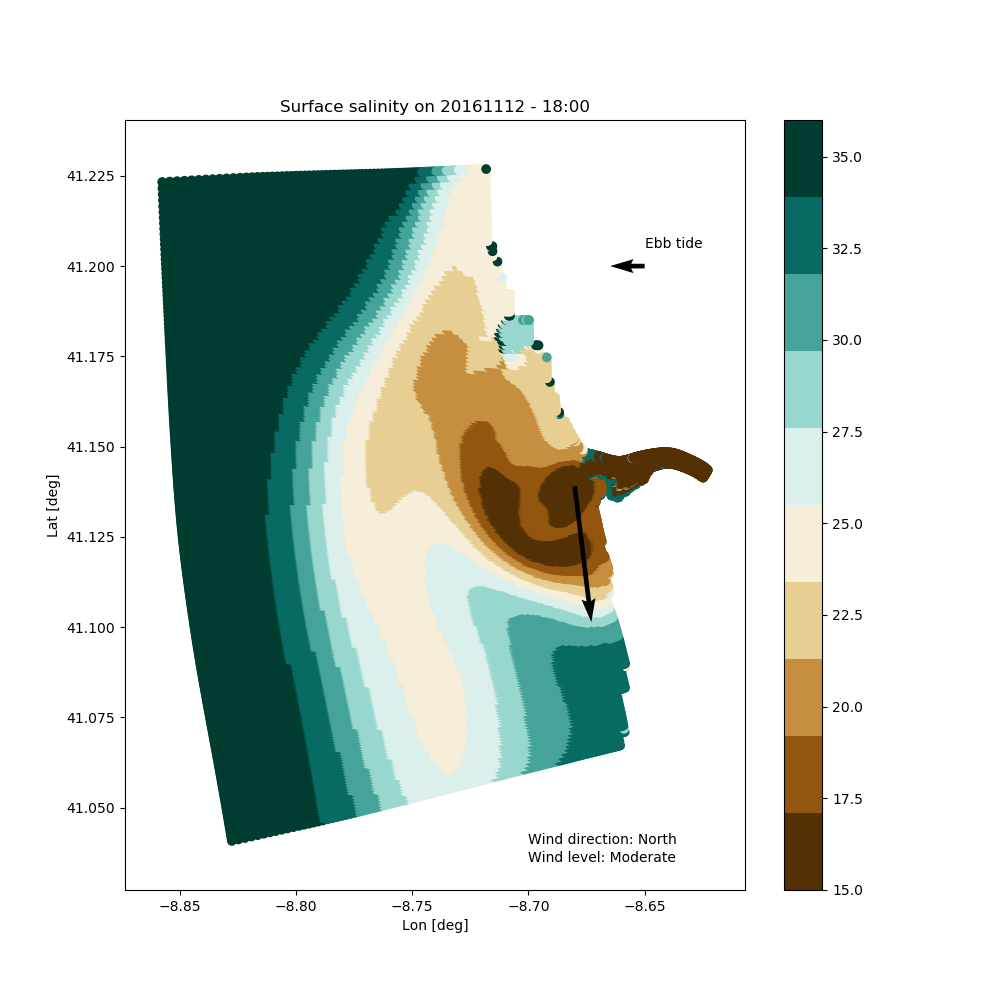 Surface salinity on 20161112 - 18:00
41.225
41.200
41.175
41.150
41.125
41.100
41.075
41.050
Lat [deg]
−8.85 −8.80 −8.75 −8.70 −8.65
Lon [deg]
Ebb tide
Wind direction: North
Wind level: Moderate
35.0
32.5
30.0
27.5
25.0
22.5
20.0
17.5
15.0